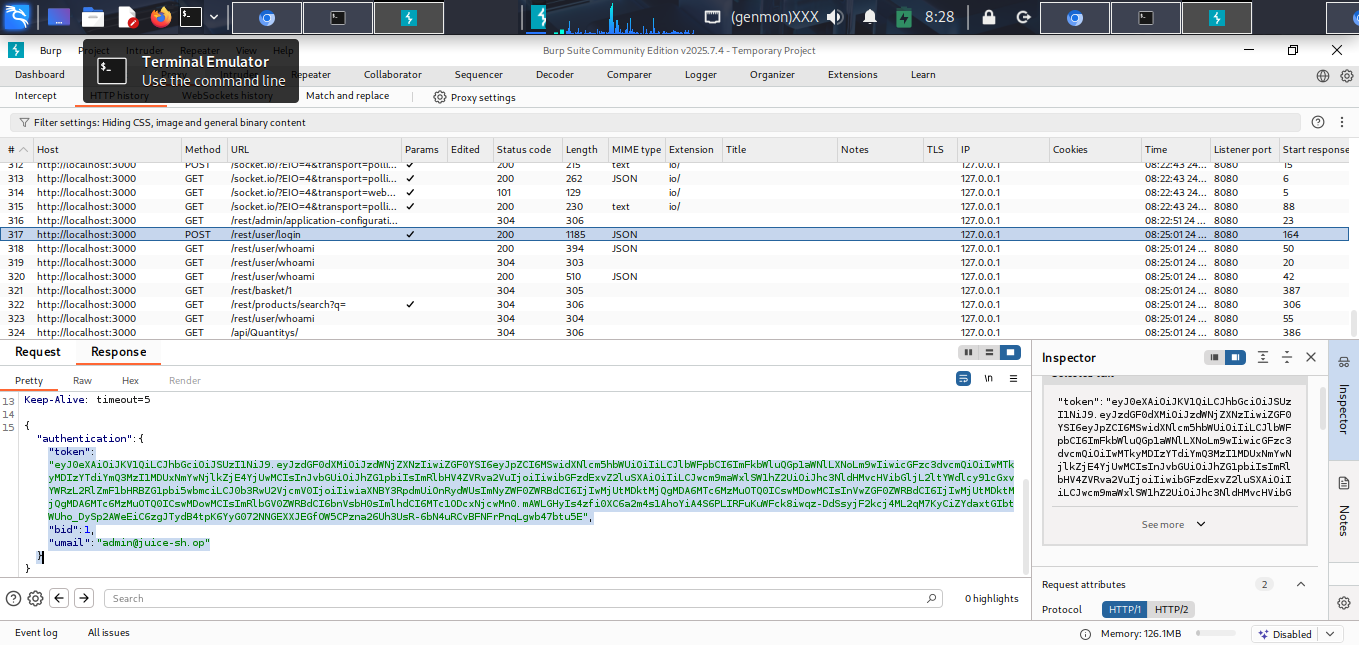 (genmon)XXX 8:28
Burp Project Intruder Repeater View Help Burp Suite Community Edition v2025.7.4 - Temporary Project
Terminal Emulator
Use the command line
Dashboard Proxy Intruder Repeater Collaborator Sequencer Decoder Comparer Logger Organizer Extensions Learn
Intercept HTTP history WebSockets history Match and replace Proxy settings
Filter settings: Hiding CSS, image and general binary content
# Host Method URL Params Edited Status code Length MIME type Extension Title Notes TLS IP Cookies Time Listener port Start response
312 http://localhost:3000 POST /socket.io/?EIO=4&transport=polli... ✓ 200 215 text io/ 127.0.0.1 08:22:43 24 ... 8080 15
313 http://localhost:3000 GET /socket.io/?EIO=4&transport=polli... ✓ 200 262 JSON io/ 127.0.0.1 08:22:43 24 ... 8080 6
314 http://localhost:3000 GET /socket.io/?EIO=4&transport=web... ✓ 101 129 io/ 127.0.0.1 08:22:43 24 ... 8080 5
315 http://localhost:3000 GET /socket.io/?EIO=4&transport=polli... ✓ 200 230 text io/ 127.0.0.1 08:22:43 24 ... 8080 88
316 http://localhost:3000 GET /rest/admin/application-configurati... 304 306 127.0.0.1 08:22:51 24 ... 8080 23
317 http://localhost:3000 POST /rest/user/login ✓ 200 1185 JSON 127.0.0.1 08:25:01 24 ... 8080 164
318 http://localhost:3000 GET /rest/user/whoami 200 394 JSON 127.0.0.1 08:25:01 24 ... 8080 50
319 http://localhost:3000 GET /rest/user/whoami 304 303 127.0.0.1 08:25:01 24 ... 8080 20
320 http://localhost:3000 GET /rest/user/whoami 200 510 JSON 127.0.0.1 08:25:01 24 ... 8080 42
321 http://localhost:3000 GET /rest/basket/1 304 305 127.0.0.1 08:25:01 24 ... 8080 387
322 http://localhost:3000 GET /rest/products/search?q= ✓ 304 306 127.0.0.1 08:25:01 24 ... 8080 306
323 http://localhost:3000 GET /rest/user/whoami 304 304 127.0.0.1 08:25:01 24 ... 8080 55
324 http://localhost:3000 GET /api/Quantitys/ 304 306 127.0.0.1 08:25:01 24 ... 8080 386
Request Response
Pretty Raw Hex Render \n
13 Keep-Alive: timeout=5
14
15 {
"authentication":{
"token":
"bid":1,
"umail":"admin@juice-sh.op"
}
}
Search 0 highlights
Inspector
Selected text
"token":"eyJ0eXAiOiJKV1QiLCJhbGciOiJSUz
See more
Request attributes 2
Protocol HTTP/1 HTTP/2
Inspector
Notes
Event log All issues Memory: 126.1MB Disabled